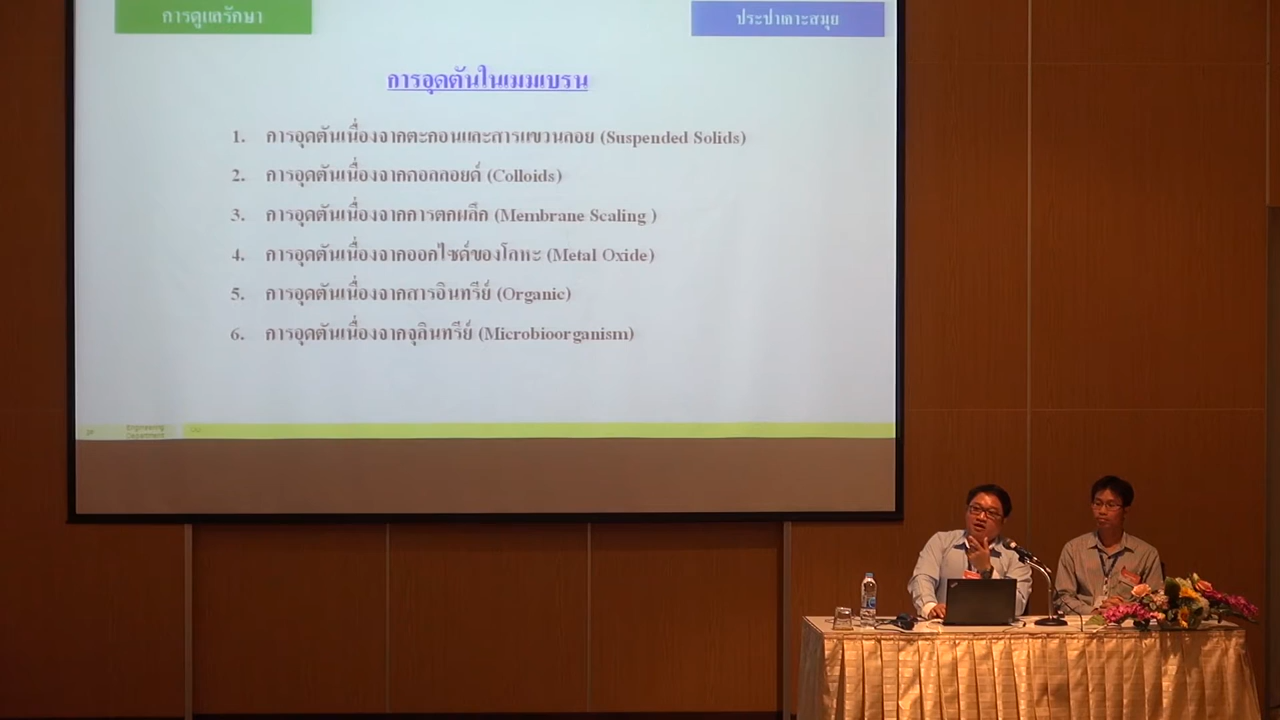 การดูแลรักษา
ประปาเกาะสมุย
การอุดตันในเมมเบรน
1. การอุดตันเนื่องจากตะกอนและสารแขวนลอย (Suspended Solids)
2. การอุดตันเนื่องจากคอลลอยด์ (Colloids)
3. การอุดตันเนื่องจากการตกผลึก (Membrane Scaling )
4. การอุดตันเนื่องจากออกไซด์ของโลหะ (Metal Oxide)
5. การอุดตันเนื่องจากสารอินทรีย์ (Organic)
6. การอุดตันเนื่องจากจุลินทรีย์ (Microbioorganism)
Engineering
Department